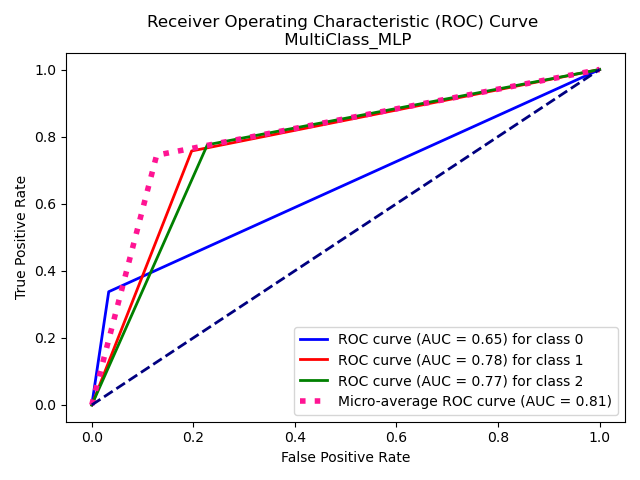 Receiver Operating Characteristic (ROC) Curve
MultiClass_MLP
True Positive Rate
1.0
0.8
0.6
0.4
0.2
0.0
ROC curve (AUC = 0.65) for class 0
ROC curve (AUC = 0.78) for class 1
ROC curve (AUC = 0.77) for class 2
Micro-average ROC curve (AUC = 0.81)
0.0 0.2 0.4 0.6 0.8 1.0
False Positive Rate